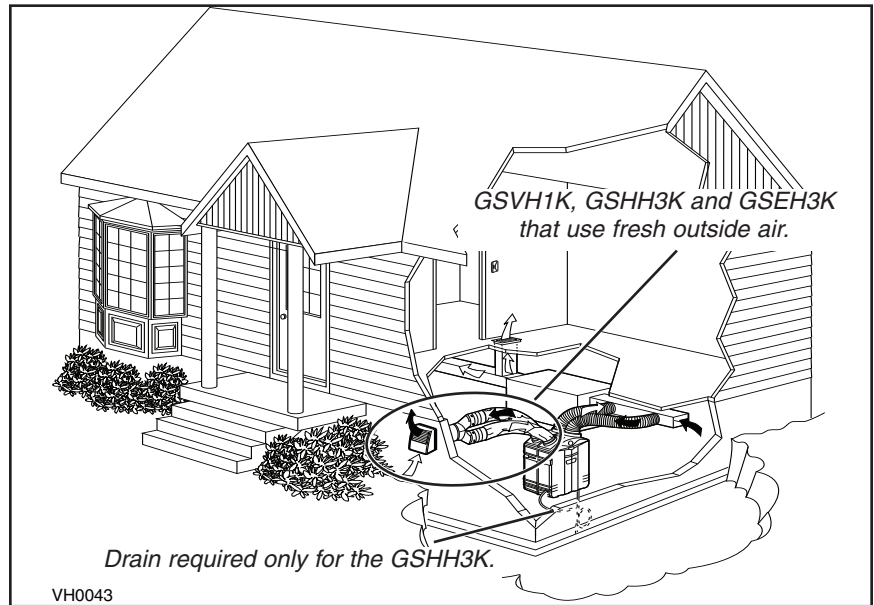 GSVH1K, GSHH3K and GSEH3K
that use fresh outside air.
Drain required only for the GSHH3K.
VH0043